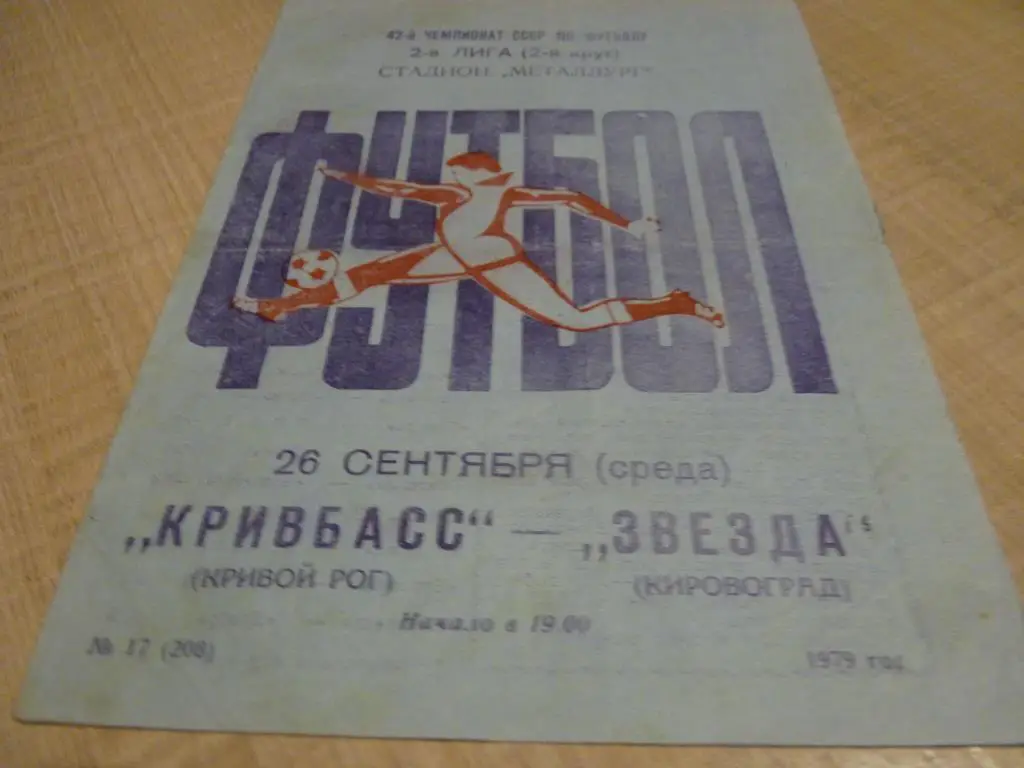 42-й ЧЕМПИОНАТ СССР ПО ФУТБОЛУ
2-я ЛИГА (2-й круг)
СТАДИОН „МЕТАЛЛУРГ"
ФУТБОЛ
26 СЕНТЯБРЯ (среда)
„КРИВБАСС" — „ЗВЕЗДА"
(КРИВОЙ РОГ) (КИРОВОГРАД)
Начало в 19.00
№ 17 (208) 1979 год